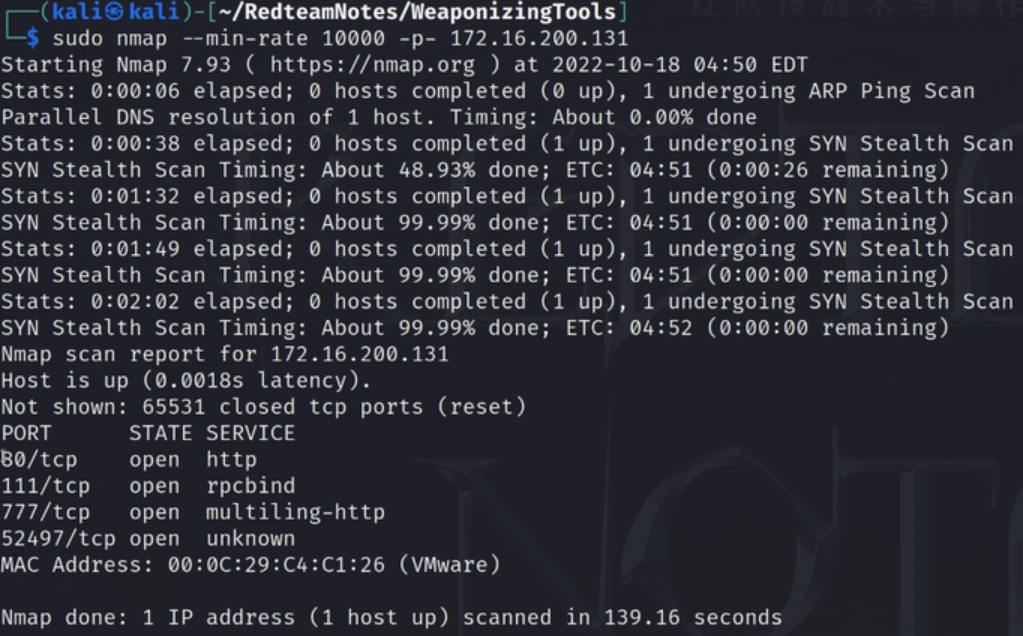 (kali㉿kali)-[~/RedteamNotes/WeaponizingTools]
$ sudo nmap --min-rate 10000 -p- 172.16.200.131
Starting Nmap 7.93 ( https://nmap.org ) at 2022-10-18 04:50 EDT
Stats: 0:00:06 elapsed; 0 hosts completed (0 up), 1 undergoing ARP Ping Scan
Parallel DNS resolution of 1 host. Timing: About 0.00% done
Stats: 0:00:38 elapsed; 0 hosts completed (1 up), 1 undergoing SYN Stealth Scan
SYN Stealth Scan Timing: About 48.93% done; ETC: 04:51 (0:00:26 remaining)
Stats: 0:01:32 elapsed; 0 hosts completed (1 up), 1 undergoing SYN Stealth Scan
SYN Stealth Scan Timing: About 99.99% done; ETC: 04:51 (0:00:00 remaining)
Stats: 0:01:49 elapsed; 0 hosts completed (1 up), 1 undergoing SYN Stealth Scan
SYN Stealth Scan Timing: About 99.99% done; ETC: 04:51 (0:00:00 remaining)
Stats: 0:02:02 elapsed; 0 hosts completed (1 up), 1 undergoing SYN Stealth Scan
SYN Stealth Scan Timing: About 99.99% done; ETC: 04:52 (0:00:00 remaining)
Nmap scan report for 172.16.200.131
Host is up (0.0018s latency).
Not shown: 65531 closed tcp ports (reset)
PORT      STATE SERVICE
80/tcp    open  http
111/tcp   open  rpcbind
777/tcp   open  multiling-http
52497/tcp open  unknown
MAC Address: 00:0C:29:C4:C1:26 (VMware)
Nmap done: 1 IP address (1 host up) scanned in 139.16 seconds